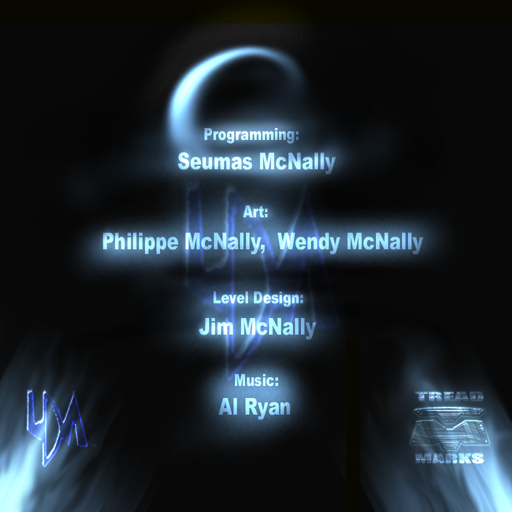 Programming:
Seumas McNally
Art:
Philippe McNally, Wendy McNally
Level Design:
Jim McNally
Music:
Al Ryan
TREAD
MARKS